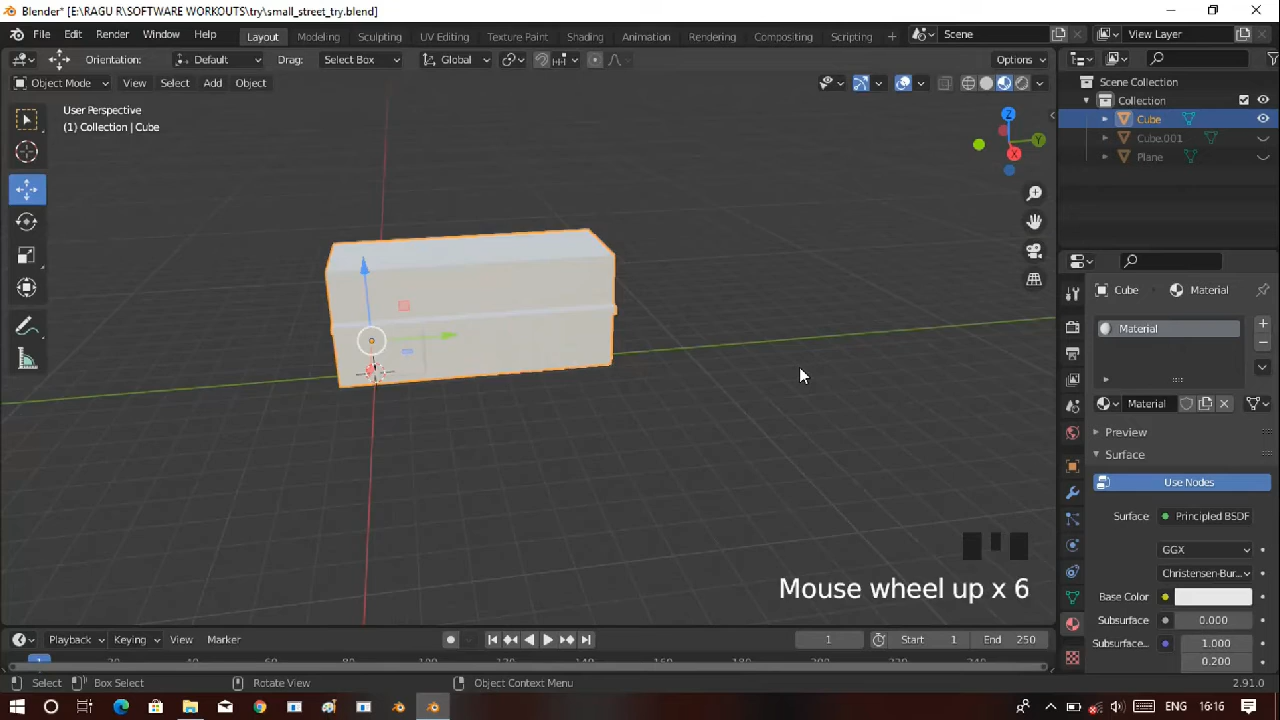 Blender* [E:\RAGU R\SOFTWARE WORKOUTS\try\small_street_try.blend]
File Edit Render Window Help Layout Modeling Sculpting UV Editing Texture Paint Shading Animation Rendering Compositing Scripting Scene View Layer
Orientation: Default Drag: Select Box Global Options
Object Mode View Select Add Object
User Perspective
(1) Collection | Cube
Z
Y
X
Scene Collection
Collection
Cube
Cube.001
Plane
Cube Material
Material
Material
Preview
Surface
Use Nodes
Surface Principled BSDF
GGX
Christensen-Bur...
Base Color
Subsurface 0.000
Subsurface... 1.000
0.200
Mouse wheel up x 6
Playback Keying View Marker 1 Start 1 End 250
1
Select Box Select Rotate View Object Context Menu 2.91.0
ENG 16:16